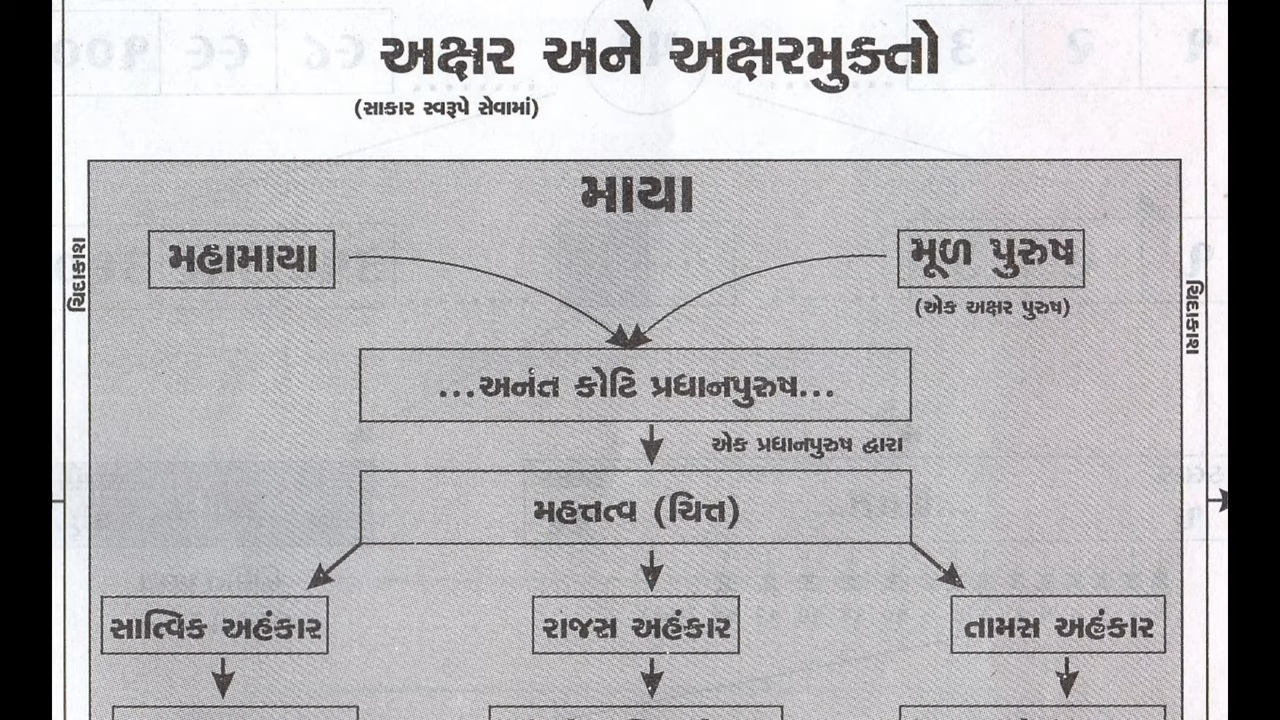 અક્ષર અને અક્ષરમુક્તો
(સાકાર સ્વરૂપે સેવામાં)
માયા
મહામાયા
મૂળ પુરુષ
(એક અક્ષર પુરુષ)
ચિદાકાશ
ચિદાકાશ
...અનંત કોટિ પ્રધાનપુરુષ...
એક પ્રધાનપુરુષ દ્વારા
મહત્તત્વ (ચિત્ત)
સાત્વિક અહંકાર
રાજસ અહંકાર
તામસ અહંકાર